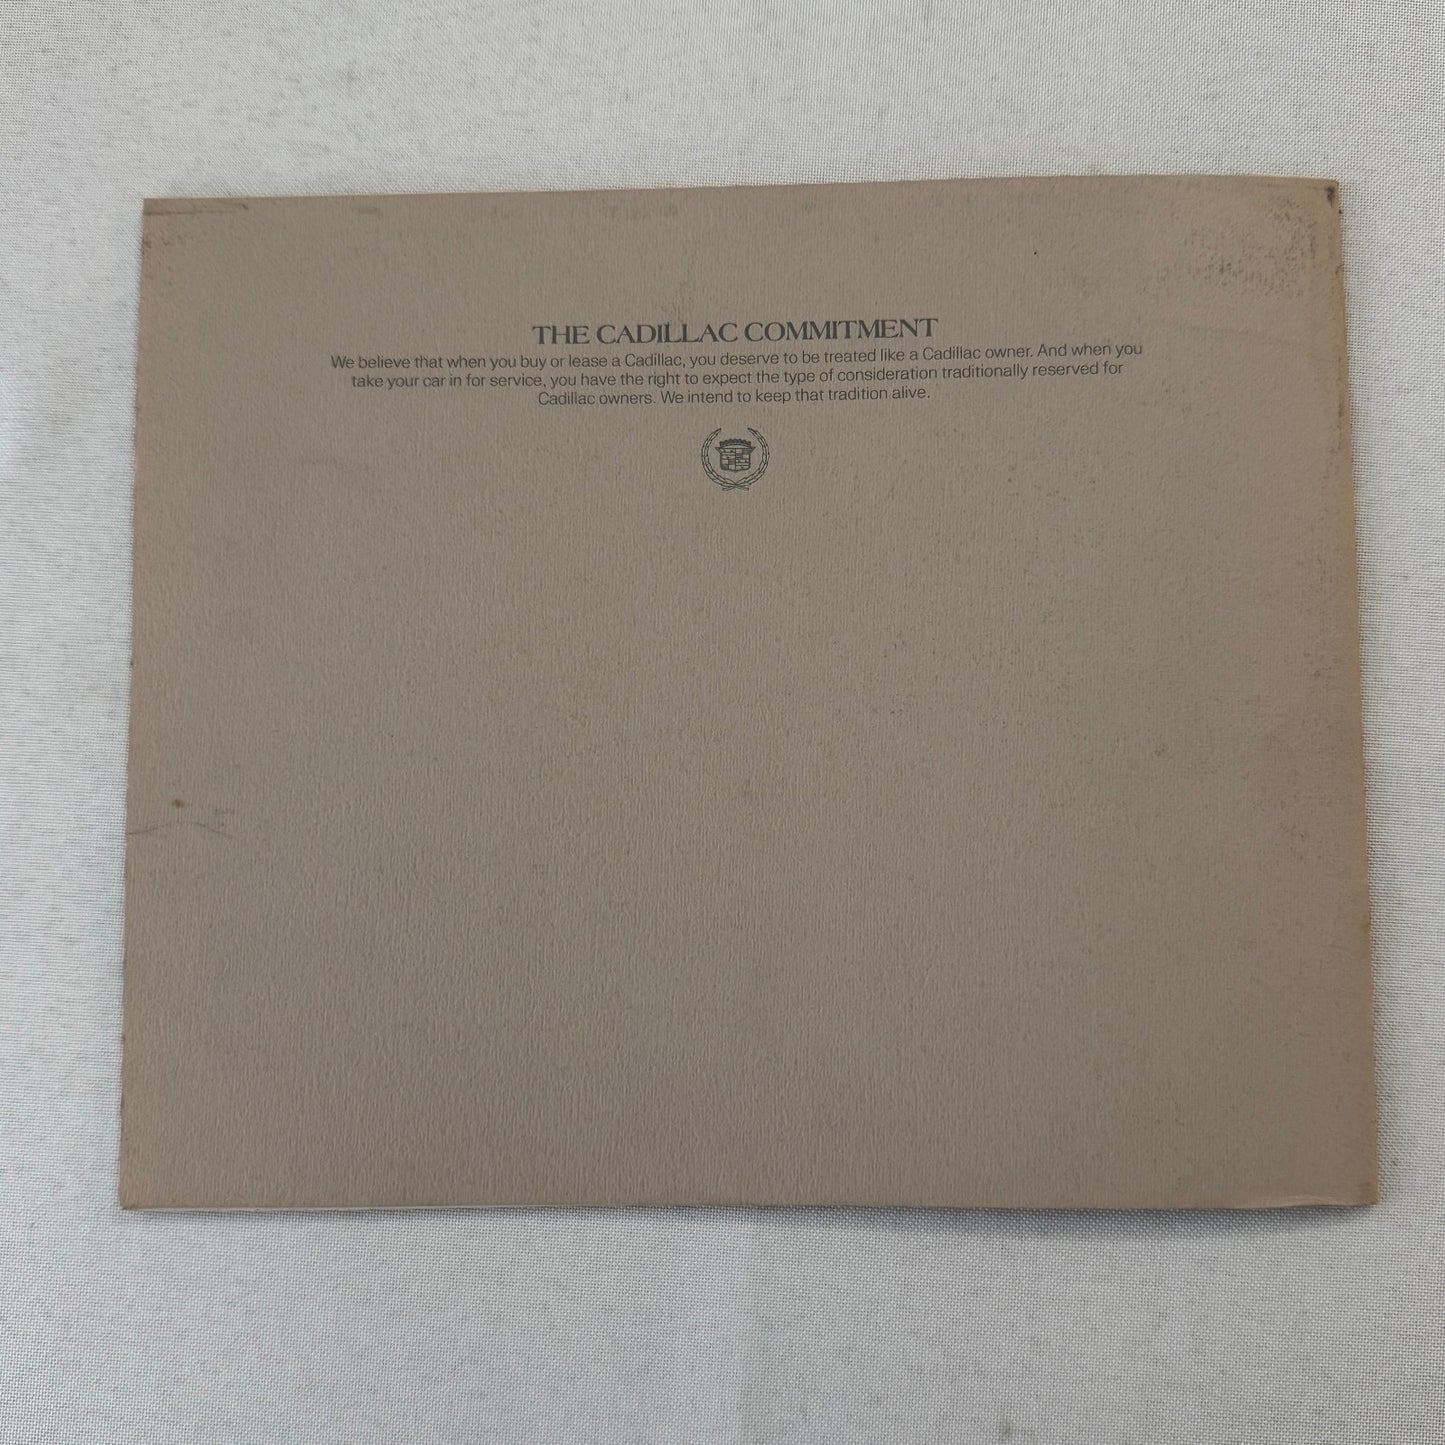 THE CADILLAC COMMITMENT
We believe that when you buy or lease a Cadillac, you deserve to be treated like a Cadillac owner. And when you
take your car in for service, you have the right to expect the type of consideration traditionally reserved for
Cadillac owners. We intend to keep that tradition alive.